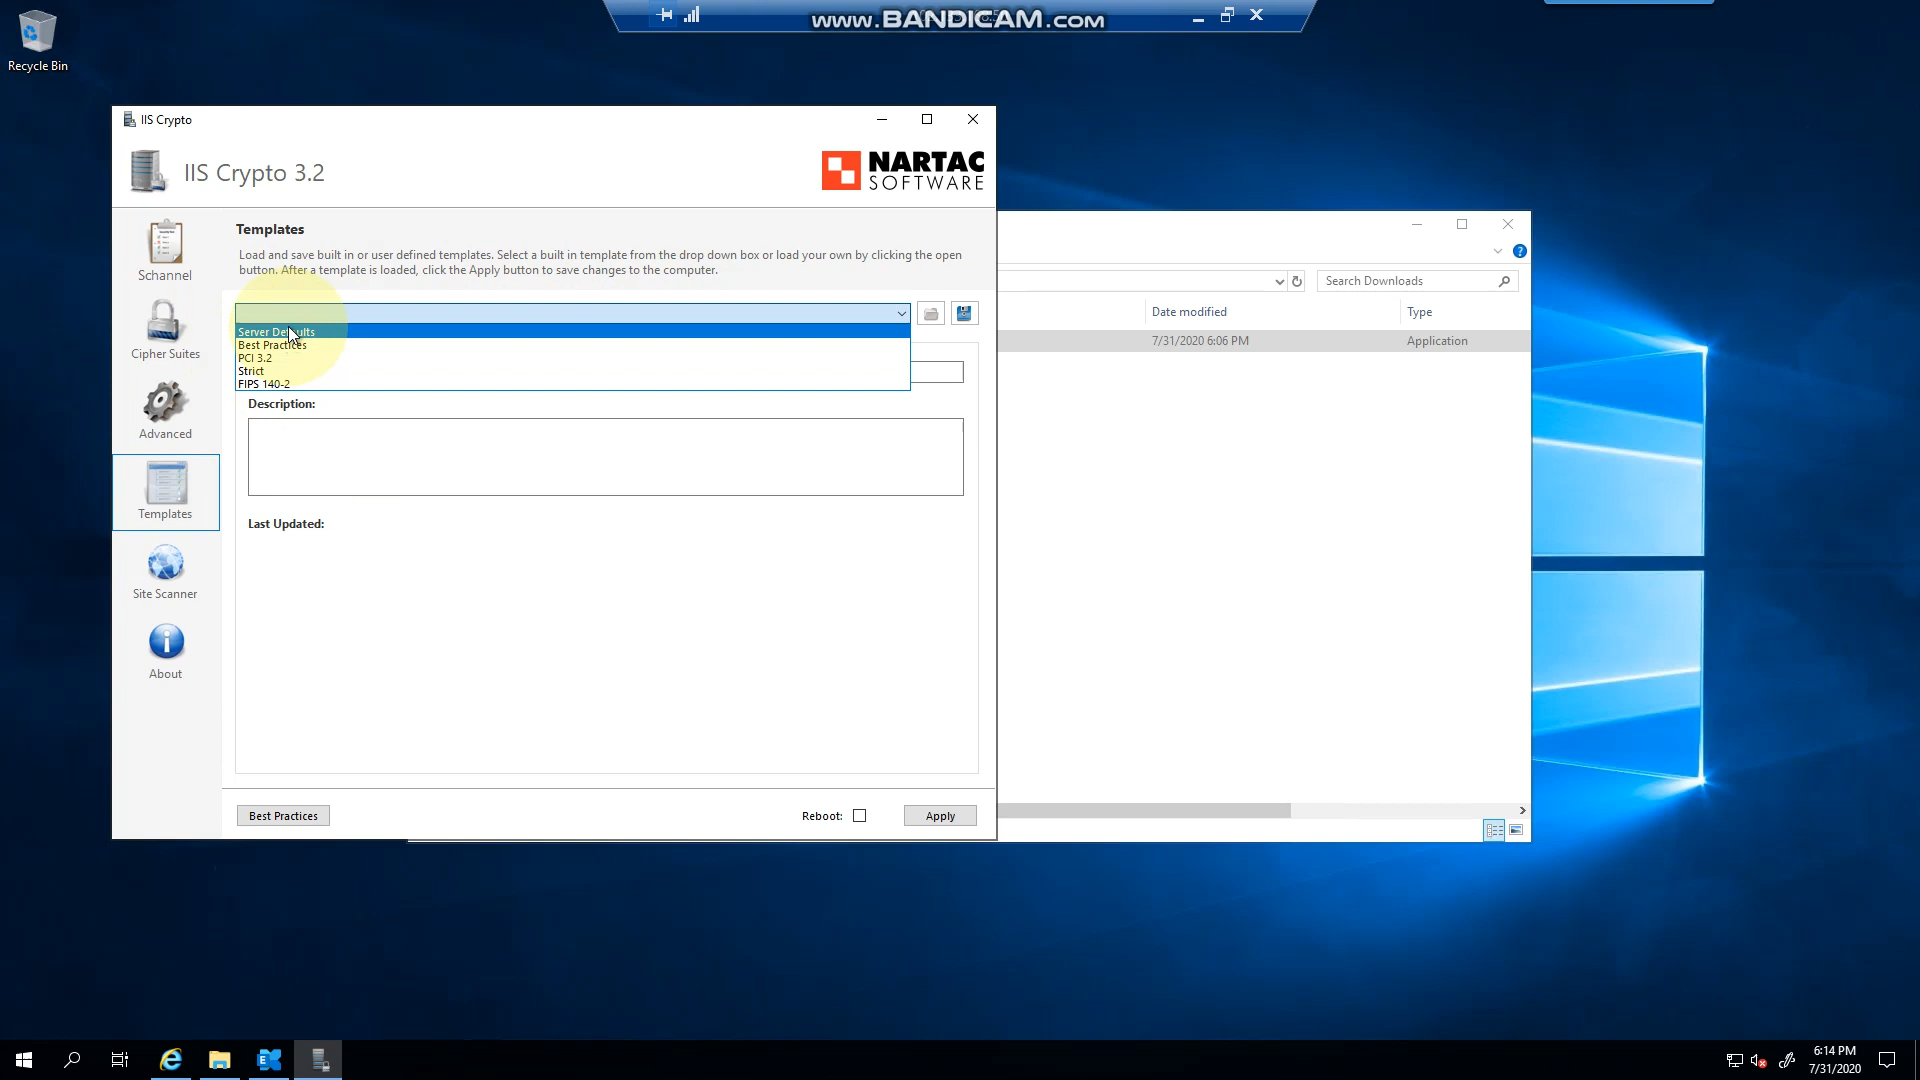 www.BANDICAM.com
Recycle Bin
IIS Crypto
IIS Crypto 3.2
NARTAC
SOFTWARE
Schannel
Cipher Suites
Advanced
Templates
Site Scanner
About
Templates
Load and save built in or user defined templates. Select a built in template from the drop down box or load your own by clicking the open
button. After a template is loaded, click the Apply button to save changes to the computer.
Server Defaults
Best Practices
PCI 3.2
Strict
FIPS 140-2
Description:
Last Updated:
Best Practices
Reboot:
Apply
Search Downloads
Date modified
Type
7/31/2020 6:06 PM
Application
6:14 PM
7/31/2020